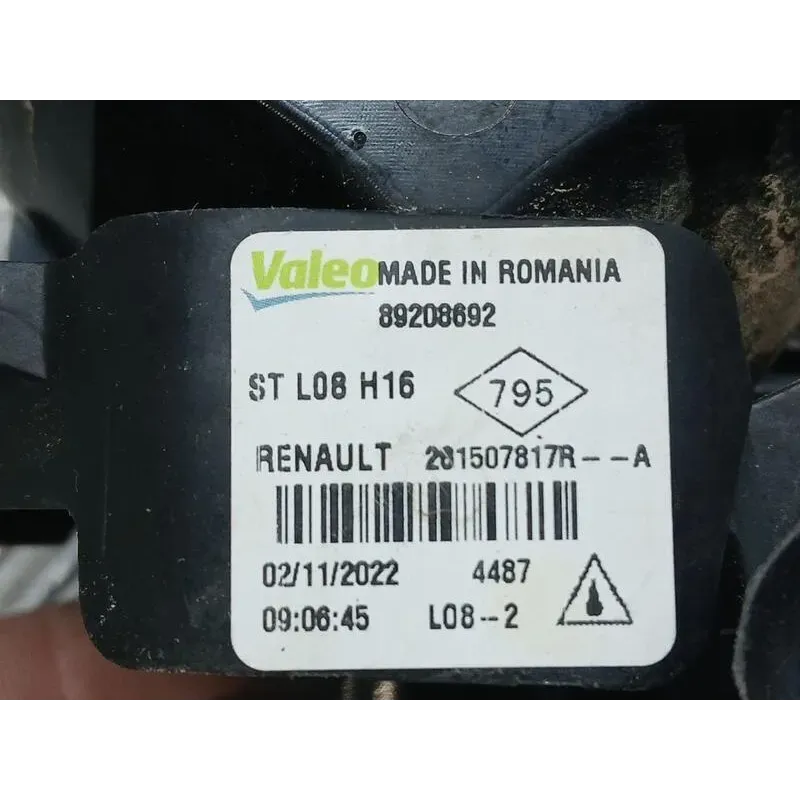 Valeo MADE IN ROMANIA
89208692
ST L08 H16 795
RENAULT 261507817R--A
02/11/2022 4487
09:06:45 L08--2